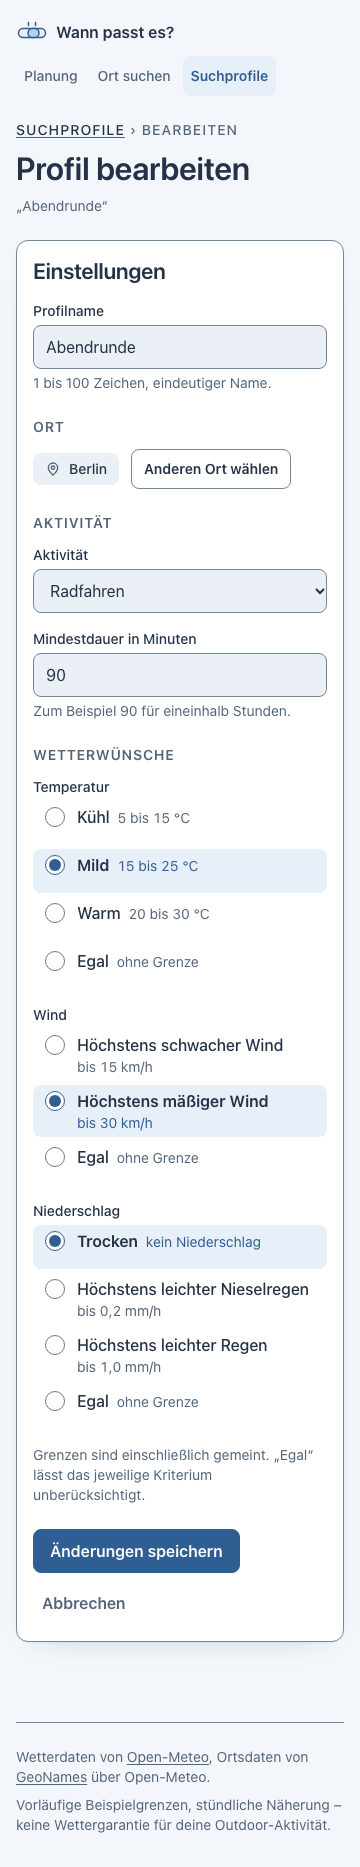 Wann passt es?
Planung Ort suchen Suchprofile
SUCHPROFILE › BEARBEITEN
Profil bearbeiten
„Abendrunde“
Einstellungen
Profilname
Abendrunde
1 bis 100 Zeichen, eindeutiger Name.
ORT
Berlin Anderen Ort wählen
AKTIVITÄT
Aktivität
Radfahren
Mindestdauer in Minuten
90
Zum Beispiel 90 für eineinhalb Stunden.
WETTERWÜNSCHE
Temperatur
Kühl 5 bis 15 °C
Mild 15 bis 25 °C
Warm 20 bis 30 °C
Egal ohne Grenze
Wind
Höchstens schwacher Wind
bis 15 km/h
Höchstens mäßiger Wind
bis 30 km/h
Egal ohne Grenze
Niederschlag
Trocken kein Niederschlag
Höchstens leichter Nieselregen
bis 0,2 mm/h
Höchstens leichter Regen
bis 1,0 mm/h
Egal ohne Grenze
Grenzen sind einschließlich gemeint. „Egal“
lässt das jeweilige Kriterium
unberücksichtigt.
Änderungen speichern
Abbrechen
Wetterdaten von Open-Meteo, Ortsdaten von
GeoNames über Open-Meteo.
Vorläufige Beispielgrenzen, stündliche Näherung –
keine Wettergarantie für deine Outdoor-Aktivität.